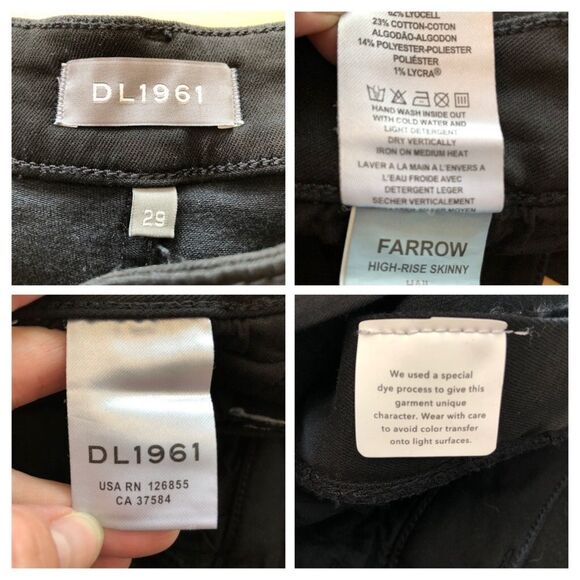 DL1961
29
62% LYOCELL
23% COTTON-COTON
ALGODÃO-ALGODON
14% POLYESTER-POLIESTER
POLIÉSTER
1% LYCRA®
HAND WASH INSIDE OUT
WITH COLD WATER AND
LIGHT DETERGENT
DRY VERTICALLY
IRON ON MEDIUM HEAT
LAVER A LA MAIN A L'ENVERS A
L'EAU FROIDE AVEC
DETERGENT LEGER
SECHER VERTICALEMENT
MOYEN
FARROW
HIGH-RISE SKINNY
DL1961
USA RN 126855
CA 37584
We used a special
dye process to give this
garment unique
character. Wear with care
to avoid color transfer
onto light surfaces.